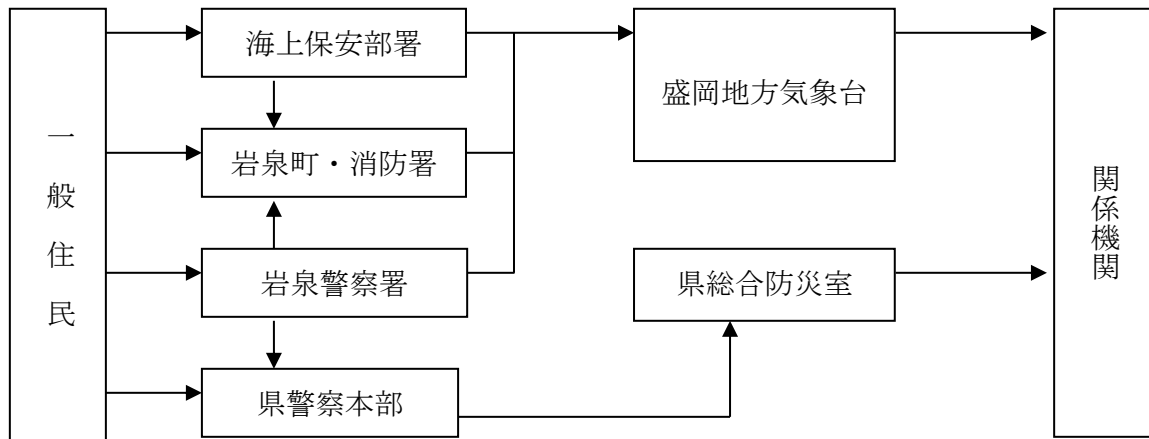 一般住民
海上保安部署
岩泉町・消防署
岩泉警察署
県警察本部
盛岡地方気象台
県総合防災室
関係機関